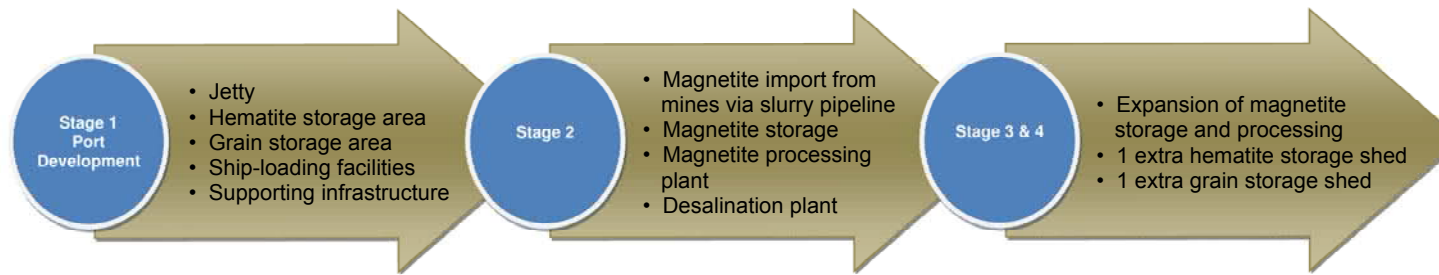 Stage 1
Port
Development
• Jetty
• Hematite storage area
• Grain storage area
• Ship-loading facilities
• Supporting infrastructure
Stage 2
• Magnetite import from
mines via slurry pipeline
• Magnetite storage
• Magnetite processing
plant
• Desalination plant
Stage 3 & 4
• Expansion of magnetite
storage and processing
• 1 extra hematite storage shed
• 1 extra grain storage shed